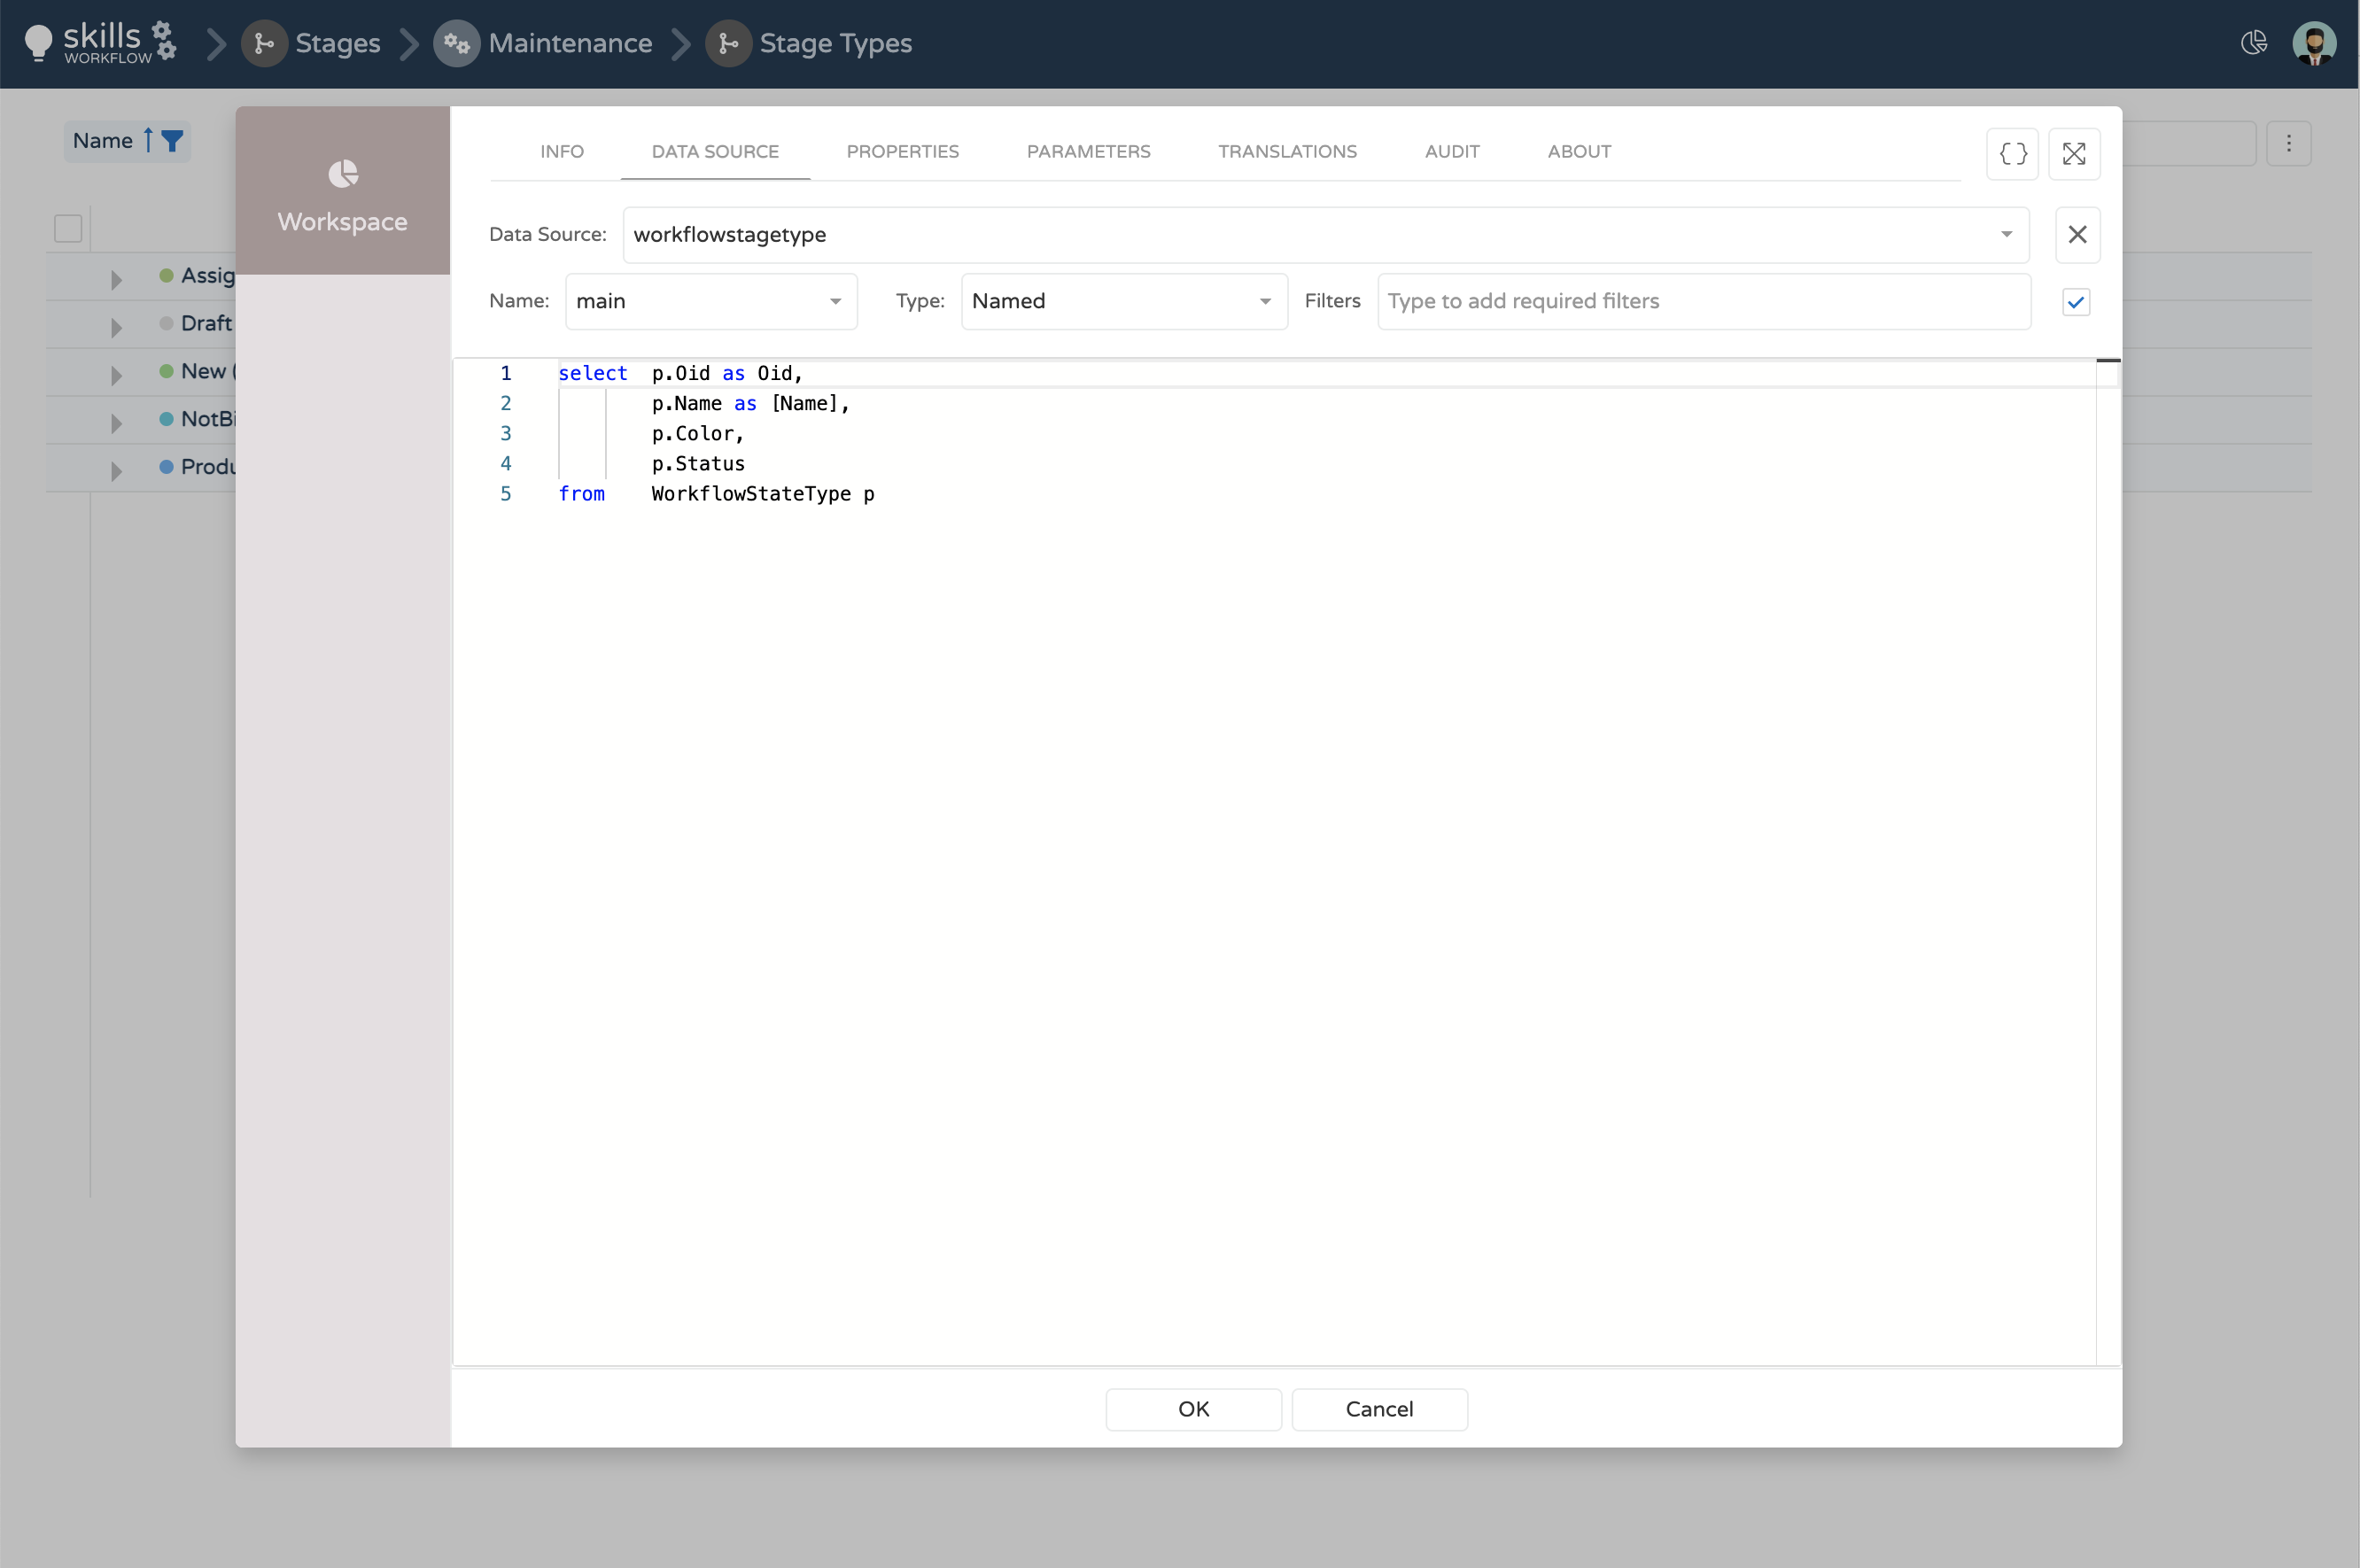 skills
WORKFLOW
Stages
Maintenance
Stage Types
Name
Assig
Draft
New (
NotBi
Produ
Workspace
INFO DATA SOURCE PROPERTIES PARAMETERS TRANSLATIONS AUDIT ABOUT
Data Source: workflowstagetype
Name: main Type: Named Filters Type to add required filters
1 select p.Oid as Oid,
2 p.Name as [Name],
3 p.Color,
4 p.Status
5 from WorkflowStateType p
OK Cancel